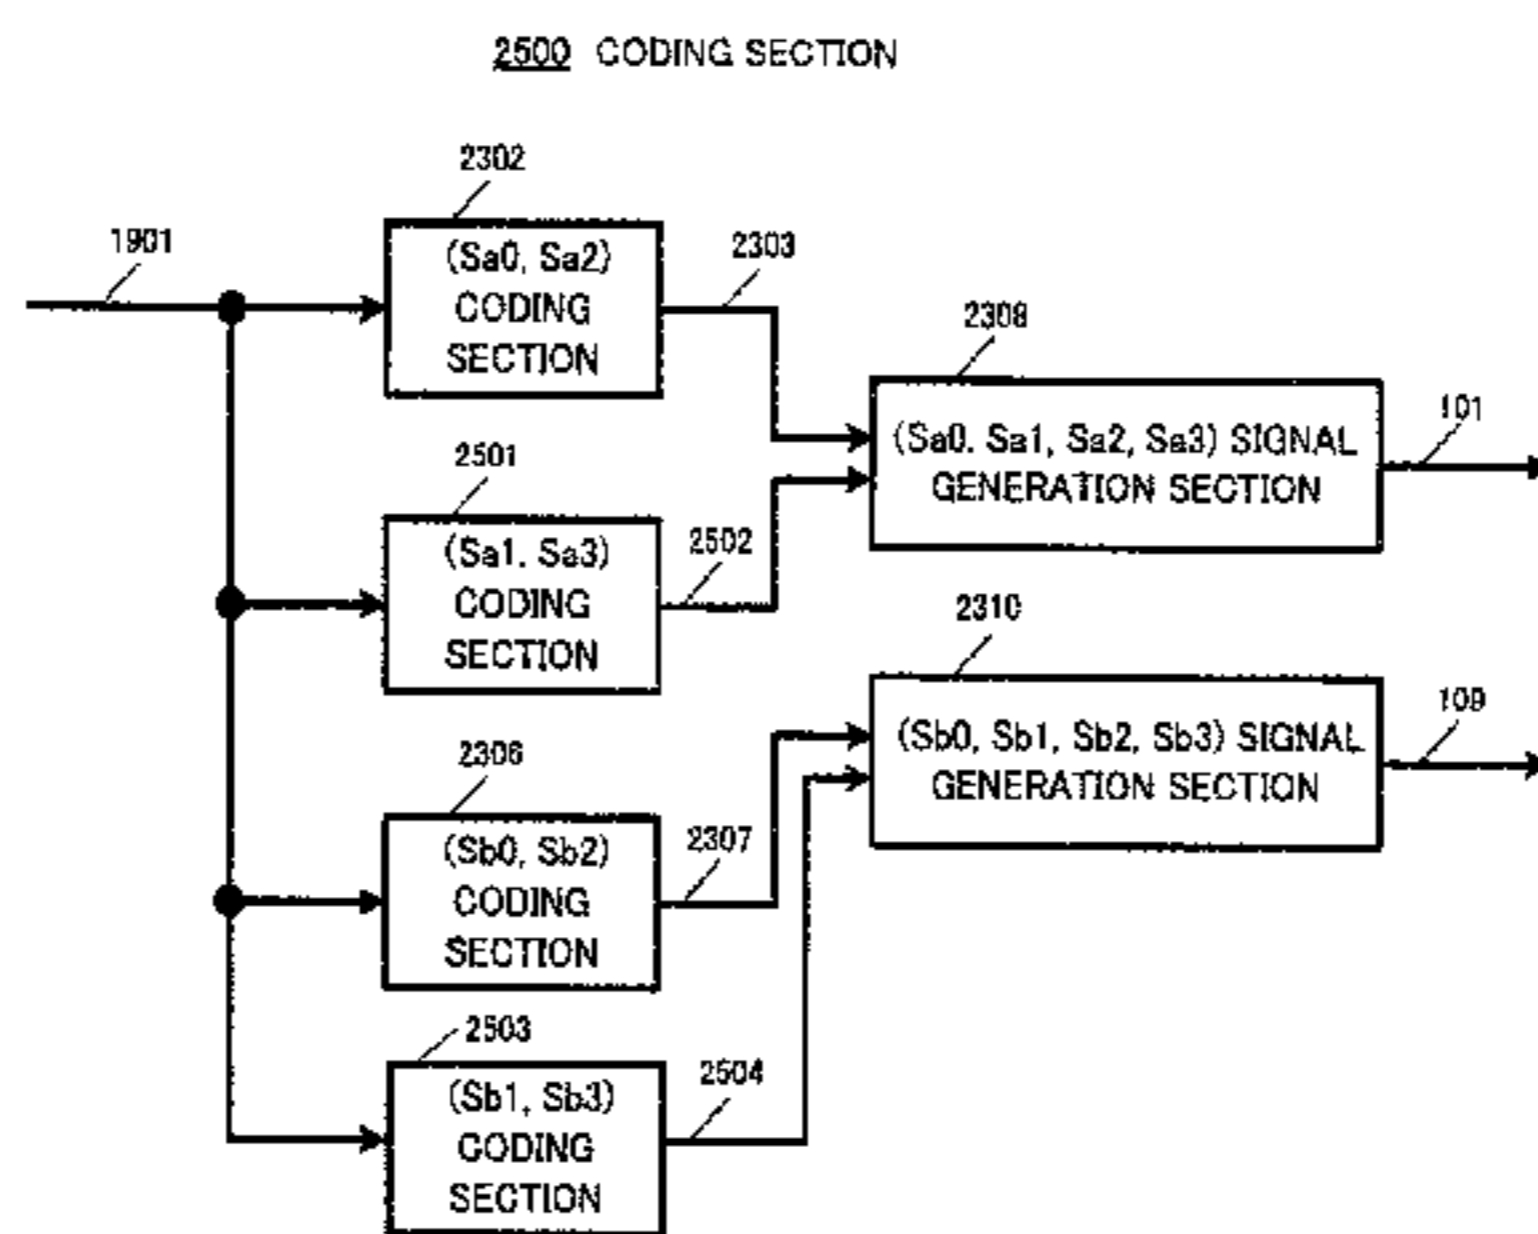 2500 CODING SECTION
2302
1901
(Sa0, Sa2)
CODING
SECTION
2303
2308
(Sa0. Sa1, Sa2, Sa3) SIGNAL
GENERATION SECTION
101
2501
(Sa1. Sa3)
CODING
SECTION
2502
2310
(Sb0, Sb1, Sb2, Sb3) SIGNAL
GENERATION SECTION
109
2306
(Sb0, Sb2)
CODING
SECTION
2307
2503
(Sb1, Sb3)
CODING
SECTION
2504